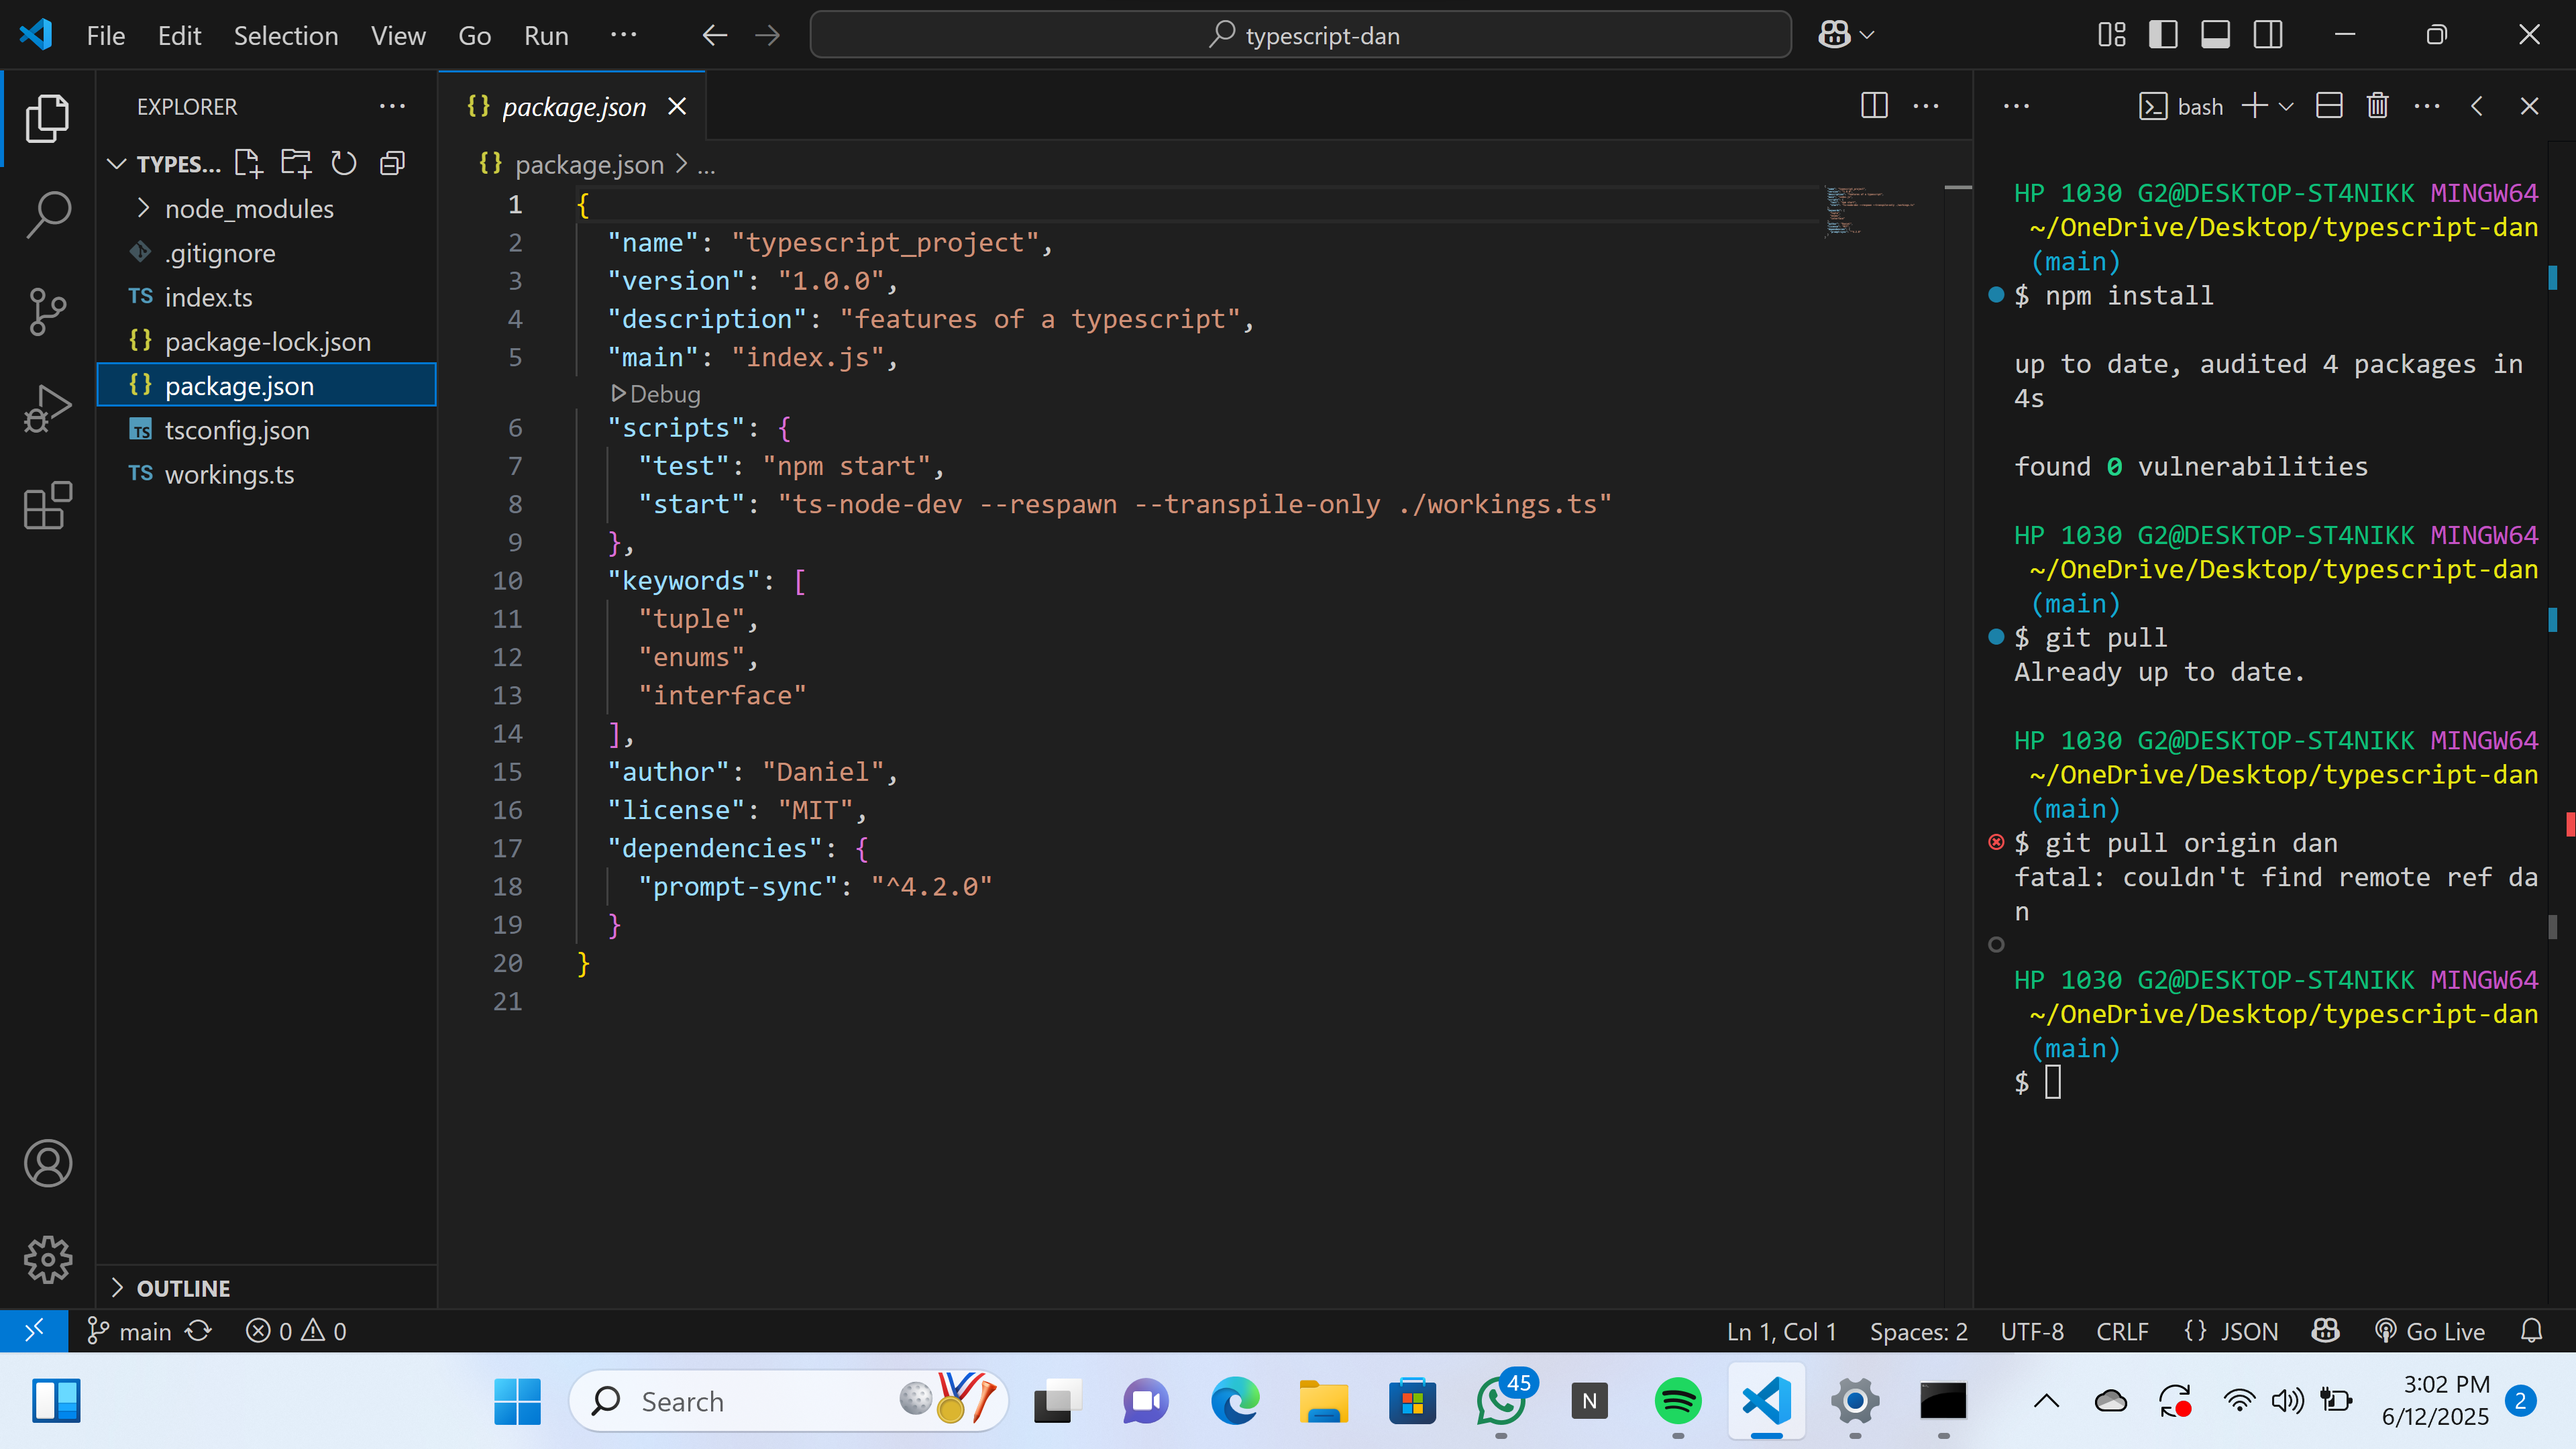 File Edit Selection View Go Run ··· typescript-dan
EXPLORER
TYPES...
node_modules
.gitignore
TS index.ts
{} package-lock.json
{} package.json
TS tsconfig.json
TS workings.ts
OUTLINE
{} package.json
{} package.json > ...
1 {
2 "name": "typescript_project",
3 "version": "1.0.0",
4 "description": "features of a typescript",
5 "main": "index.js",
Debug
6 "scripts": {
7 "test": "npm start",
8 "start": "ts-node-dev --respawn --transpile-only ./workings.ts"
9 },
10 "keywords": [
11 "tuple",
12 "enums",
13 "interface"
14 ],
15 "author": "Daniel",
16 "license": "MIT",
17 "dependencies": {
18 "prompt-sync": "^4.2.0"
19 }
20 }
21
bash
HP 1030 G2@DESKTOP-ST4NIKK MINGW64
~/OneDrive/Desktop/typescript-dan
(main)
$ npm install
up to date, audited 4 packages in
4s
found 0 vulnerabilities
HP 1030 G2@DESKTOP-ST4NIKK MINGW64
~/OneDrive/Desktop/typescript-dan
(main)
$ git pull
Already up to date.
HP 1030 G2@DESKTOP-ST4NIKK MINGW64
~/OneDrive/Desktop/typescript-dan
(main)
$ git pull origin dan
fatal: couldn't find remote ref da
n
HP 1030 G2@DESKTOP-ST4NIKK MINGW64
~/OneDrive/Desktop/typescript-dan
(main)
$
main 0 0 Ln 1, Col 1 Spaces: 2 UTF-8 CRLF {} JSON Go Live
Search 45 N 3:02 PM
6/12/2025 2